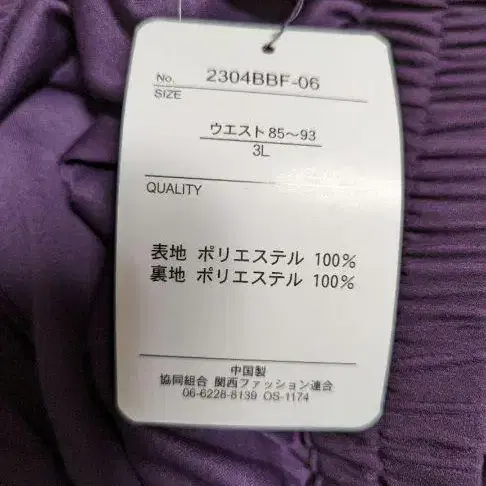 No. 2304BBF-06
SIZE
ウエスト85～93
3L
QUALITY
表地 ポリエステル 100%
裏地 ポリエステル 100%
中国製
協同組合 関西ファッション連合
06-6228-8139 OS-1174